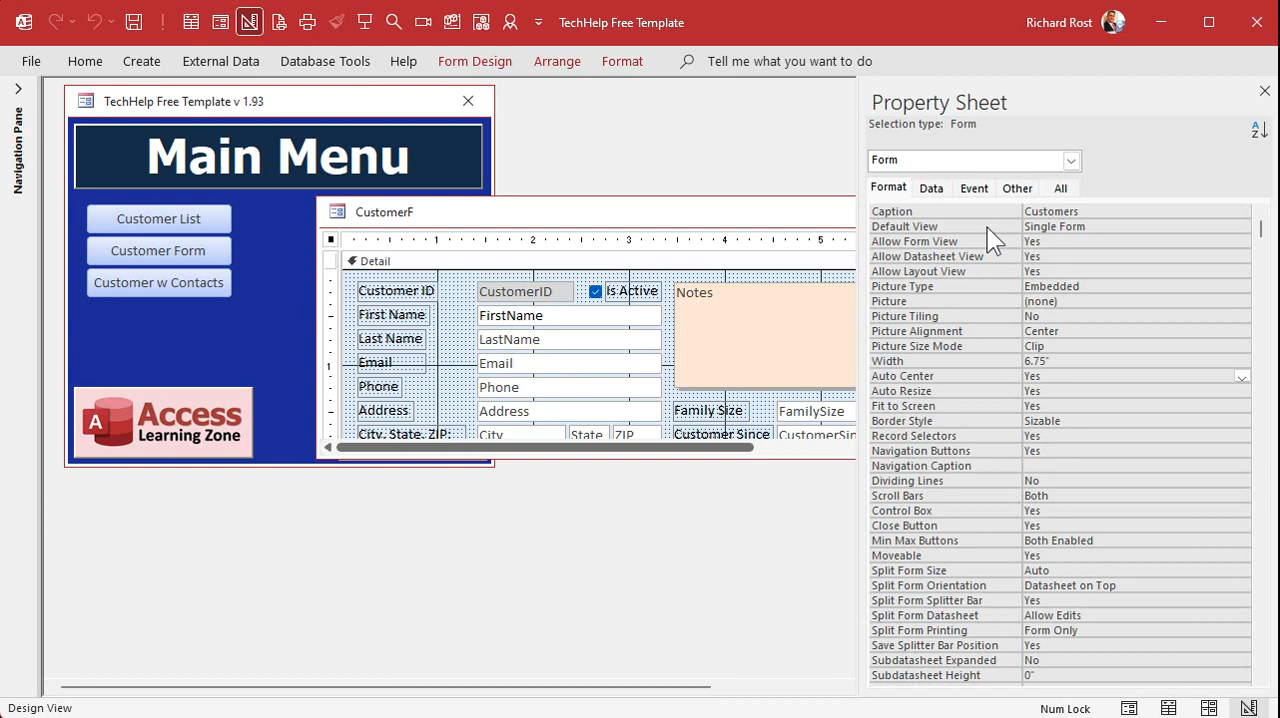 TechHelp Free Template
Richard Rost
File Home Create External Data Database Tools Help Form Design Arrange Format Tell me what you want to do
Navigation Pane
TechHelp Free Template v 1.93
Main Menu
Customer List
Customer Form
Customer w Contacts
Access
Learning Zone
CustomerF
1 2 3 4 5
Detail
Customer ID CustomerID Is Active Notes
First Name FirstName
Last Name LastName
1
Email Email
Phone Phone
Address Address Family Size FamilySize
City, State, ZIP: City State ZIP Customer Since CustomerSin
Property Sheet
Selection type: Form
Form
Format Data Event Other All
Caption Customers
Default View Single Form
Allow Form View Yes
Allow Datasheet View Yes
Allow Layout View Yes
Picture Type Embedded
Picture (none)
Picture Tiling No
Picture Alignment Center
Picture Size Mode Clip
Width 6.75"
Auto Center Yes
Auto Resize Yes
Fit to Screen Yes
Border Style Sizable
Record Selectors Yes
Navigation Buttons Yes
Navigation Caption
Dividing Lines No
Scroll Bars Both
Control Box Yes
Close Button Yes
Min Max Buttons Both Enabled
Moveable Yes
Split Form Size Auto
Split Form Orientation Datasheet on Top
Split Form Splitter Bar Yes
Split Form Datasheet Allow Edits
Split Form Printing Form Only
Save Splitter Bar Position Yes
Subdatasheet Expanded No
Subdatasheet Height 0"
Design View
Num Lock